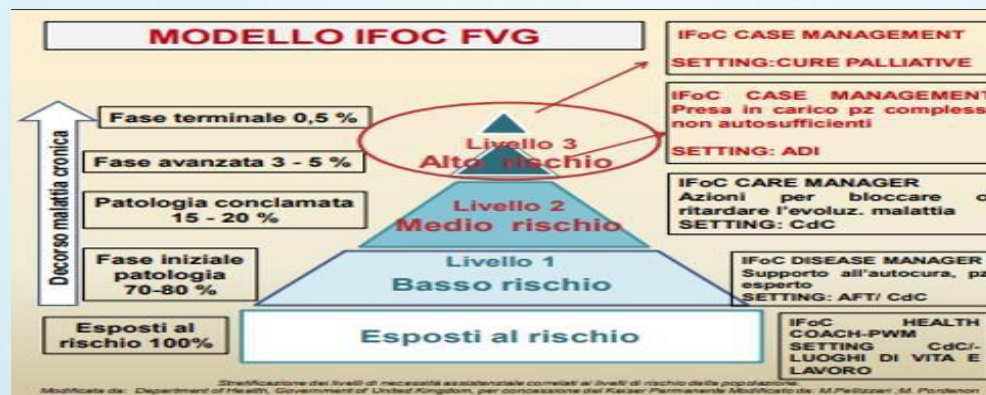 MODELLO IFOC FVG
Decorso malattia cronica
Fase terminale 0,5 %
Fase avanzata 3 - 5 %
Patologia conclamata
15 - 20 %
Fase iniziale
patologia
70-80 %
Esposti al
rischio 100%
Livello 3
Alto rischio
Livello 2
Medio rischio
Livello 1
Basso rischio
Esposti al rischio
IFoC CASE MANAGEMENT
SETTING:CURE PALLIATIVE
IFoC CASE MANAGEMENT
Presa in carico pz compless
non autosufficienti
SETTING: ADI
IFoC CARE MANAGER
Azioni per bloccare o
ritardare l'evoluz. malattia
SETTING: CdC
IFoC DISEASE MANAGER
Supporto all'autocura, pz
esperto
SETTING: AFT/ CdC
IFoC HEALTH
COACH-PWM
SETTING CdC/-
LUOGHI DI VITA E
LAVORO
Stratificazione dei livelli di necessità assistenziale correlati ai livelli di rischio della popolazione.
Modificata da: Department of Health, Government of United Kingdom, per concessione del Kaiser Permanente Modificato da: M.Pellizzari ,M. Pordenon